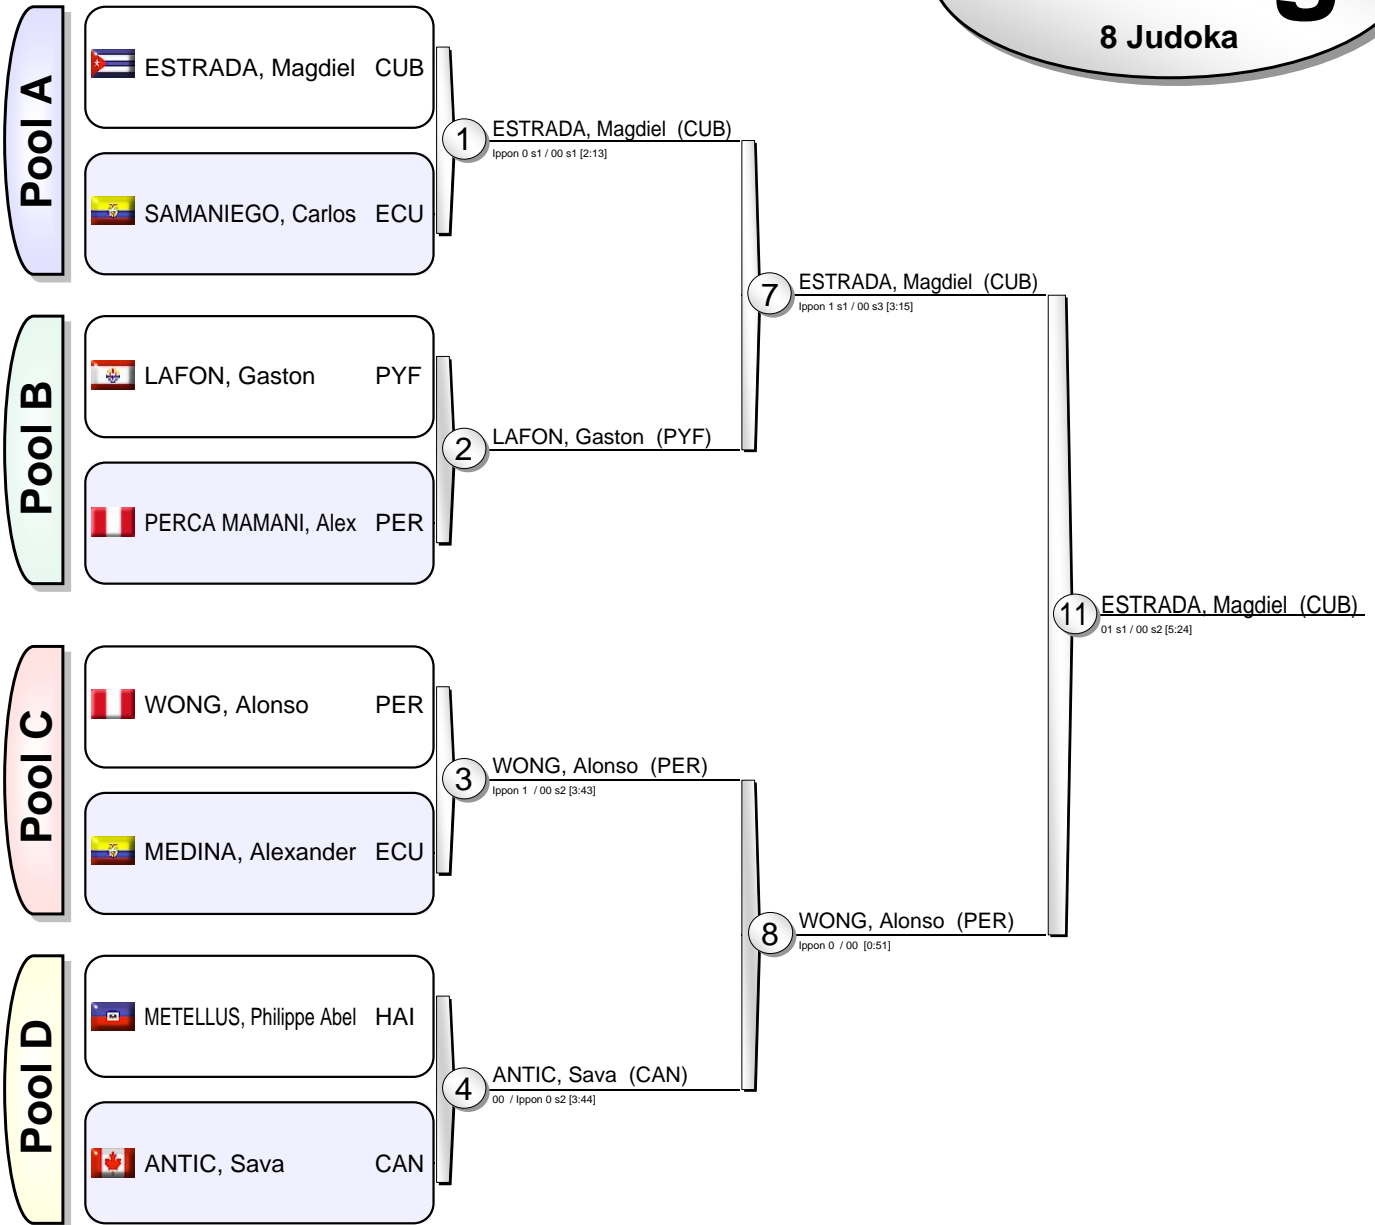 8 Judoka
Pool A
ESTRADA, Magdiel CUB
SAMANIEGO, Carlos ECU
1 ESTRADA, Magdiel (CUB)
Ippon 0 s1 / 00 s1 [2:13]
Pool B
LAFON, Gaston PYF
PERCA MAMANI, Alex PER
2 LAFON, Gaston (PYF)
7 ESTRADA, Magdiel (CUB)
Ippon 1 s1 / 00 s3 [3:15]
Pool C
WONG, Alonso PER
MEDINA, Alexander ECU
3 WONG, Alonso (PER)
Ippon 1 / 00 s2 [3:43]
Pool D
METELLUS, Philippe Abel HAI
ANTIC, Sava CAN
4 ANTIC, Sava (CAN)
00 / Ippon 0 s2 [3:44]
8 WONG, Alonso (PER)
Ippon 0 / 00 [0:51]
11 ESTRADA, Magdiel (CUB)
01 s1 / 00 s2 [5:24]